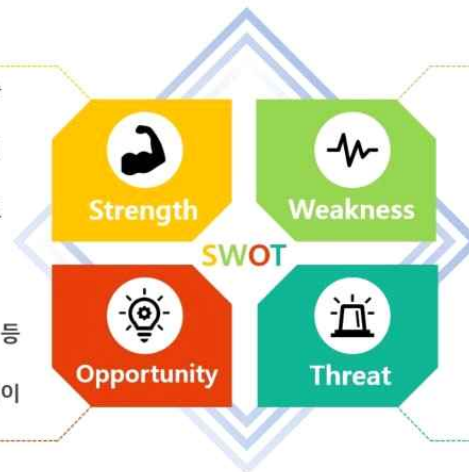 Strength
Weakness
SWOT
등
Opportunity
Threat
이